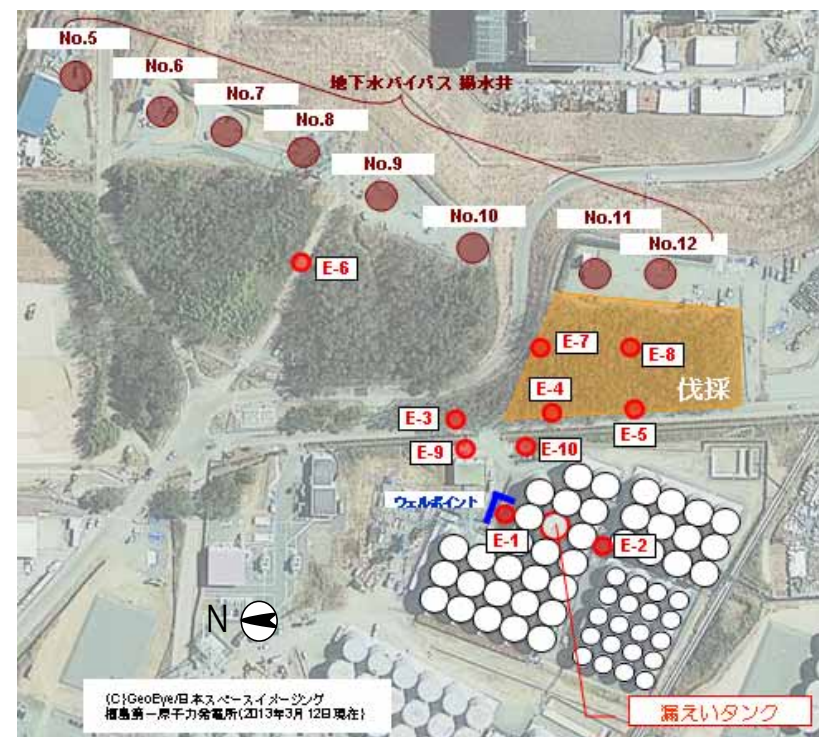 No.5
No.6
No.7
地下水バイパス 揚水井
No.8
No.9
No.10
No.11
No.12
E-6
E-7
E-8
伐採
E-4
E-3
E-5
E-9
E-10
ウェルポイント
E-1
E-2
N
(C)GeoEye/日本スペースイメージング
福島第一原子力発電所(2013年3月12日現在)
漏えいタンク